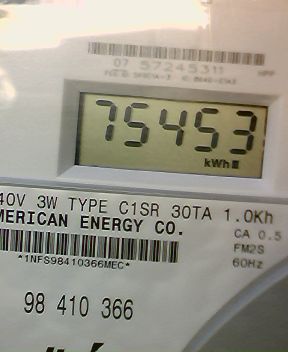 07 57245311
75453
kWh
40V 3W TYPE C1SR 30TA 1.0Kh
MERICAN ENERGY CO.
CA 0.5
FM2S
60Hz
*1NFS98410366MEC*
98 410 366